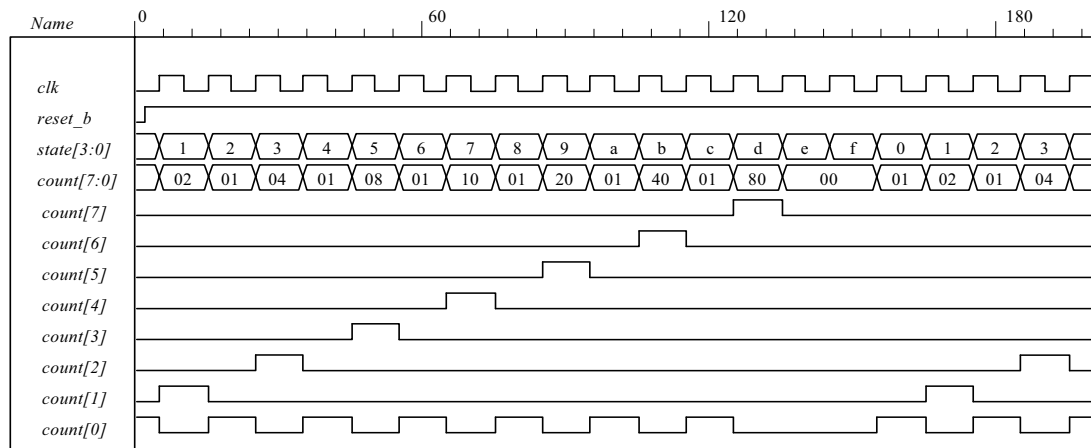 Name 0 60 120 180
clk
reset_b
state[3:0] 1 2 3 4 5 6 7 8 9 a b c d e f 0 1 2 3
count[7:0] 02 01 04 01 08 01 10 01 20 01 40 01 80 00 01 02 01 04
count[7]
count[6]
count[5]
count[4]
count[3]
count[2]
count[1]
count[0]